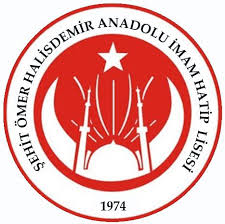 ŞEHİT ÖMER HALİSDEMİR ANADOLU İMAM HATİP LİSESİ
1974